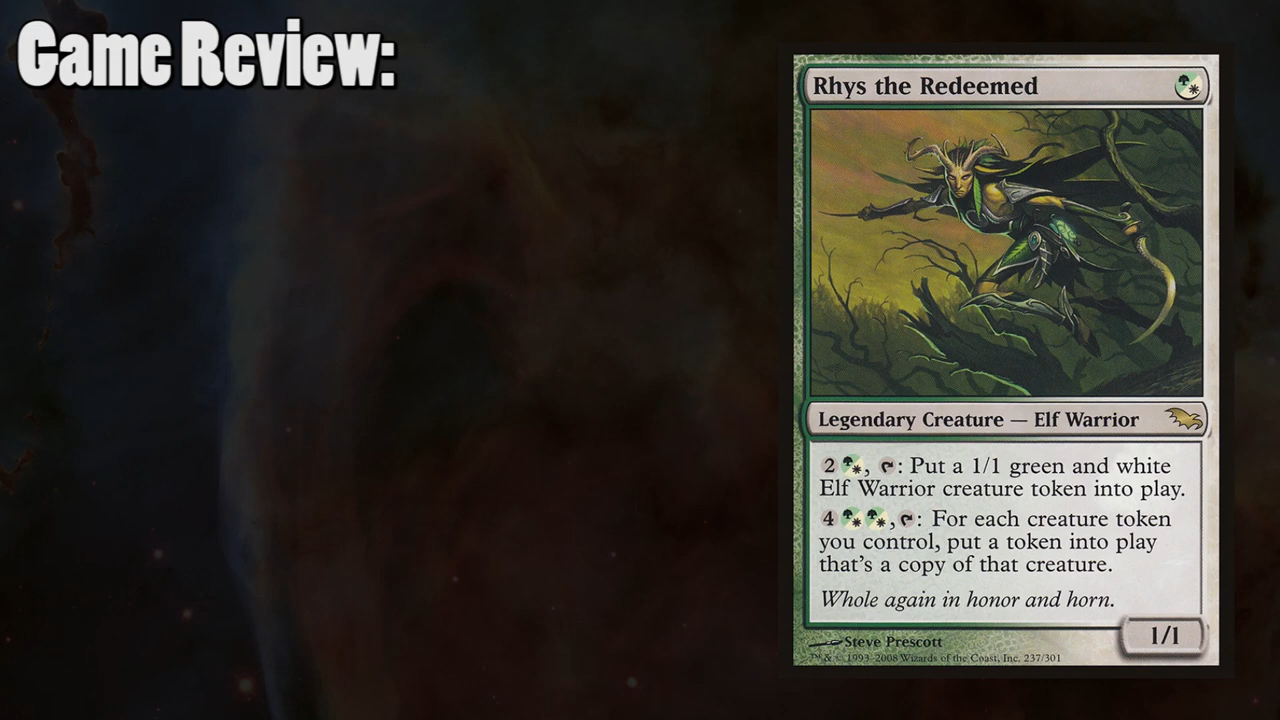 Game Review:
Rhys the Redeemed
Legendary Creature — Elf Warrior
2 , : Put a 1/1 green and white
Elf Warrior creature token into play.
4 , : For each creature token
you control, put a token into play
that's a copy of that creature.
Whole again in honor and horn.
1/1
Steve Prescott
™ & © 1993–2008 Wizards of the Coast, Inc. 237/301